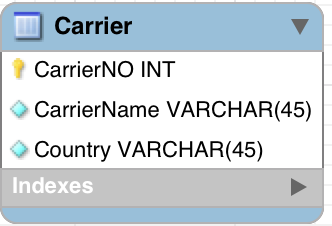 Carrier
CarrierNO INT
CarrierName VARCHAR(45)
Country VARCHAR(45)
Indexes